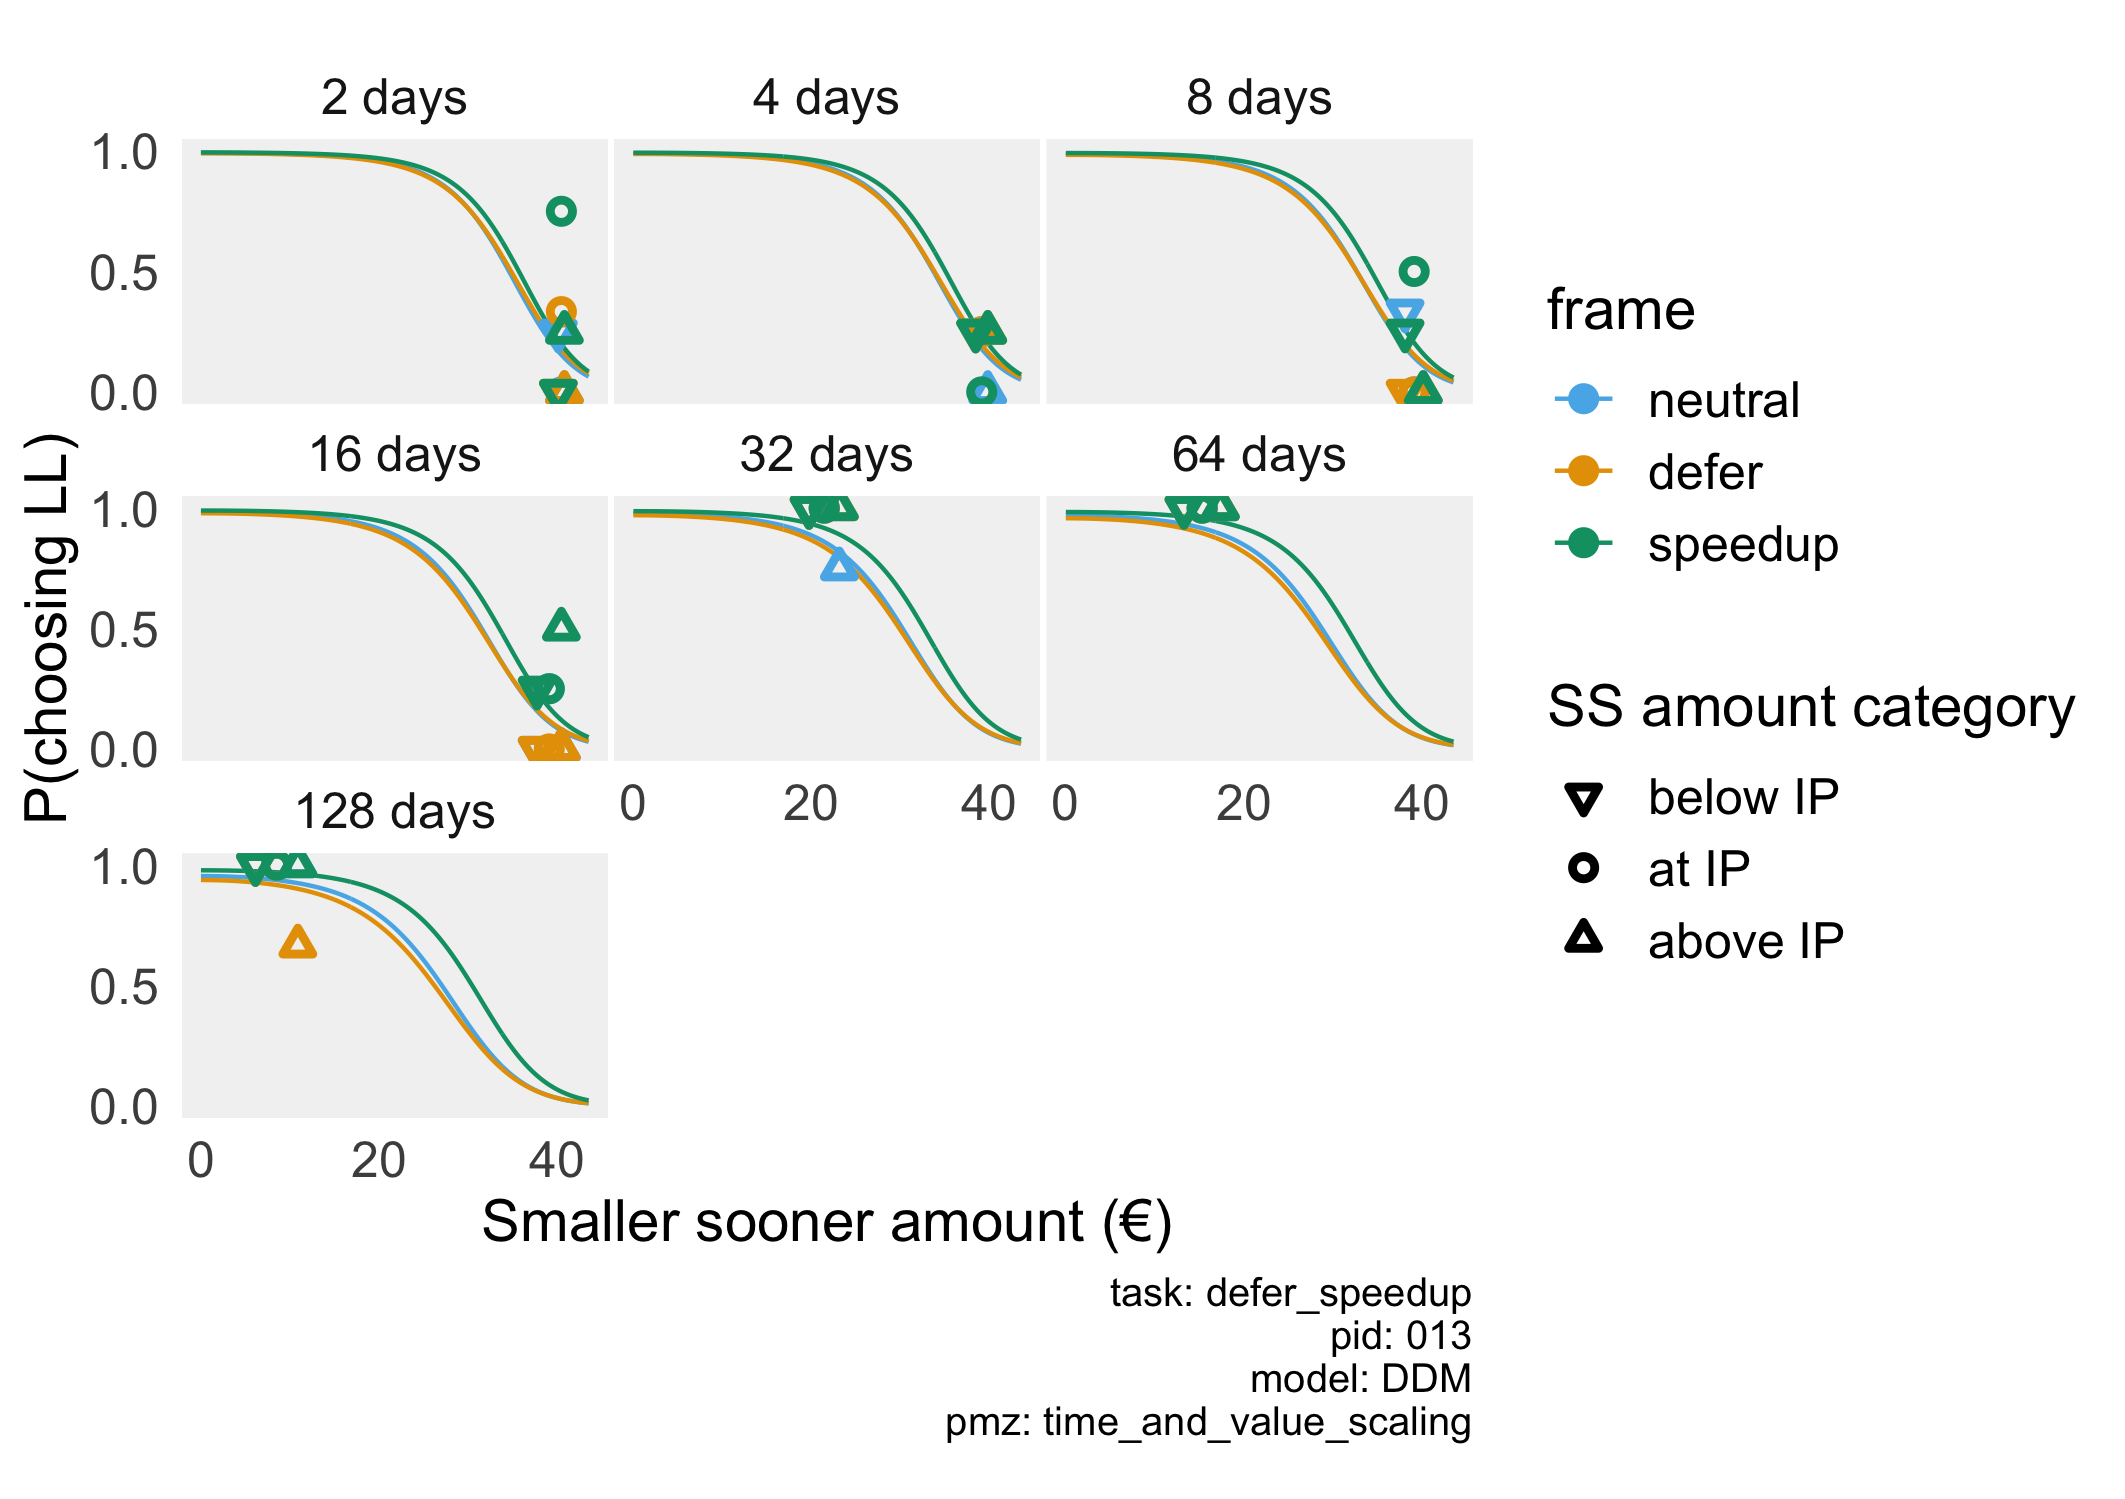 2 days
4 days
8 days
1.0
0.5
0.0
16 days
32 days
64 days
1.0
0.5
0.0
0
20
40
0
20
40
128 days
1.0
0.5
0.0
0
20
40
P(choosing LL)
Smaller sooner amount (€)
frame
neutral
defer
speedup
SS amount category
below IP
at IP
above IP
task: defer_speedup
pid: 013
model: DDM
pmz: time_and_value_scaling